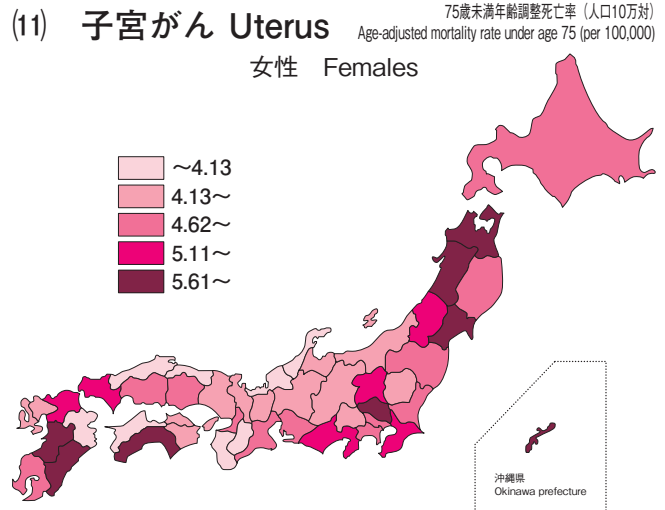 (11) 子宮がん Uterus
75歳未満年齢調整死亡率（人口10万対）
Age-adjusted mortality rate under age 75 (per 100,000)
女性 Females
～4.13
4.13～
4.62～
5.11～
5.61～
沖縄県
Okinawa prefecture